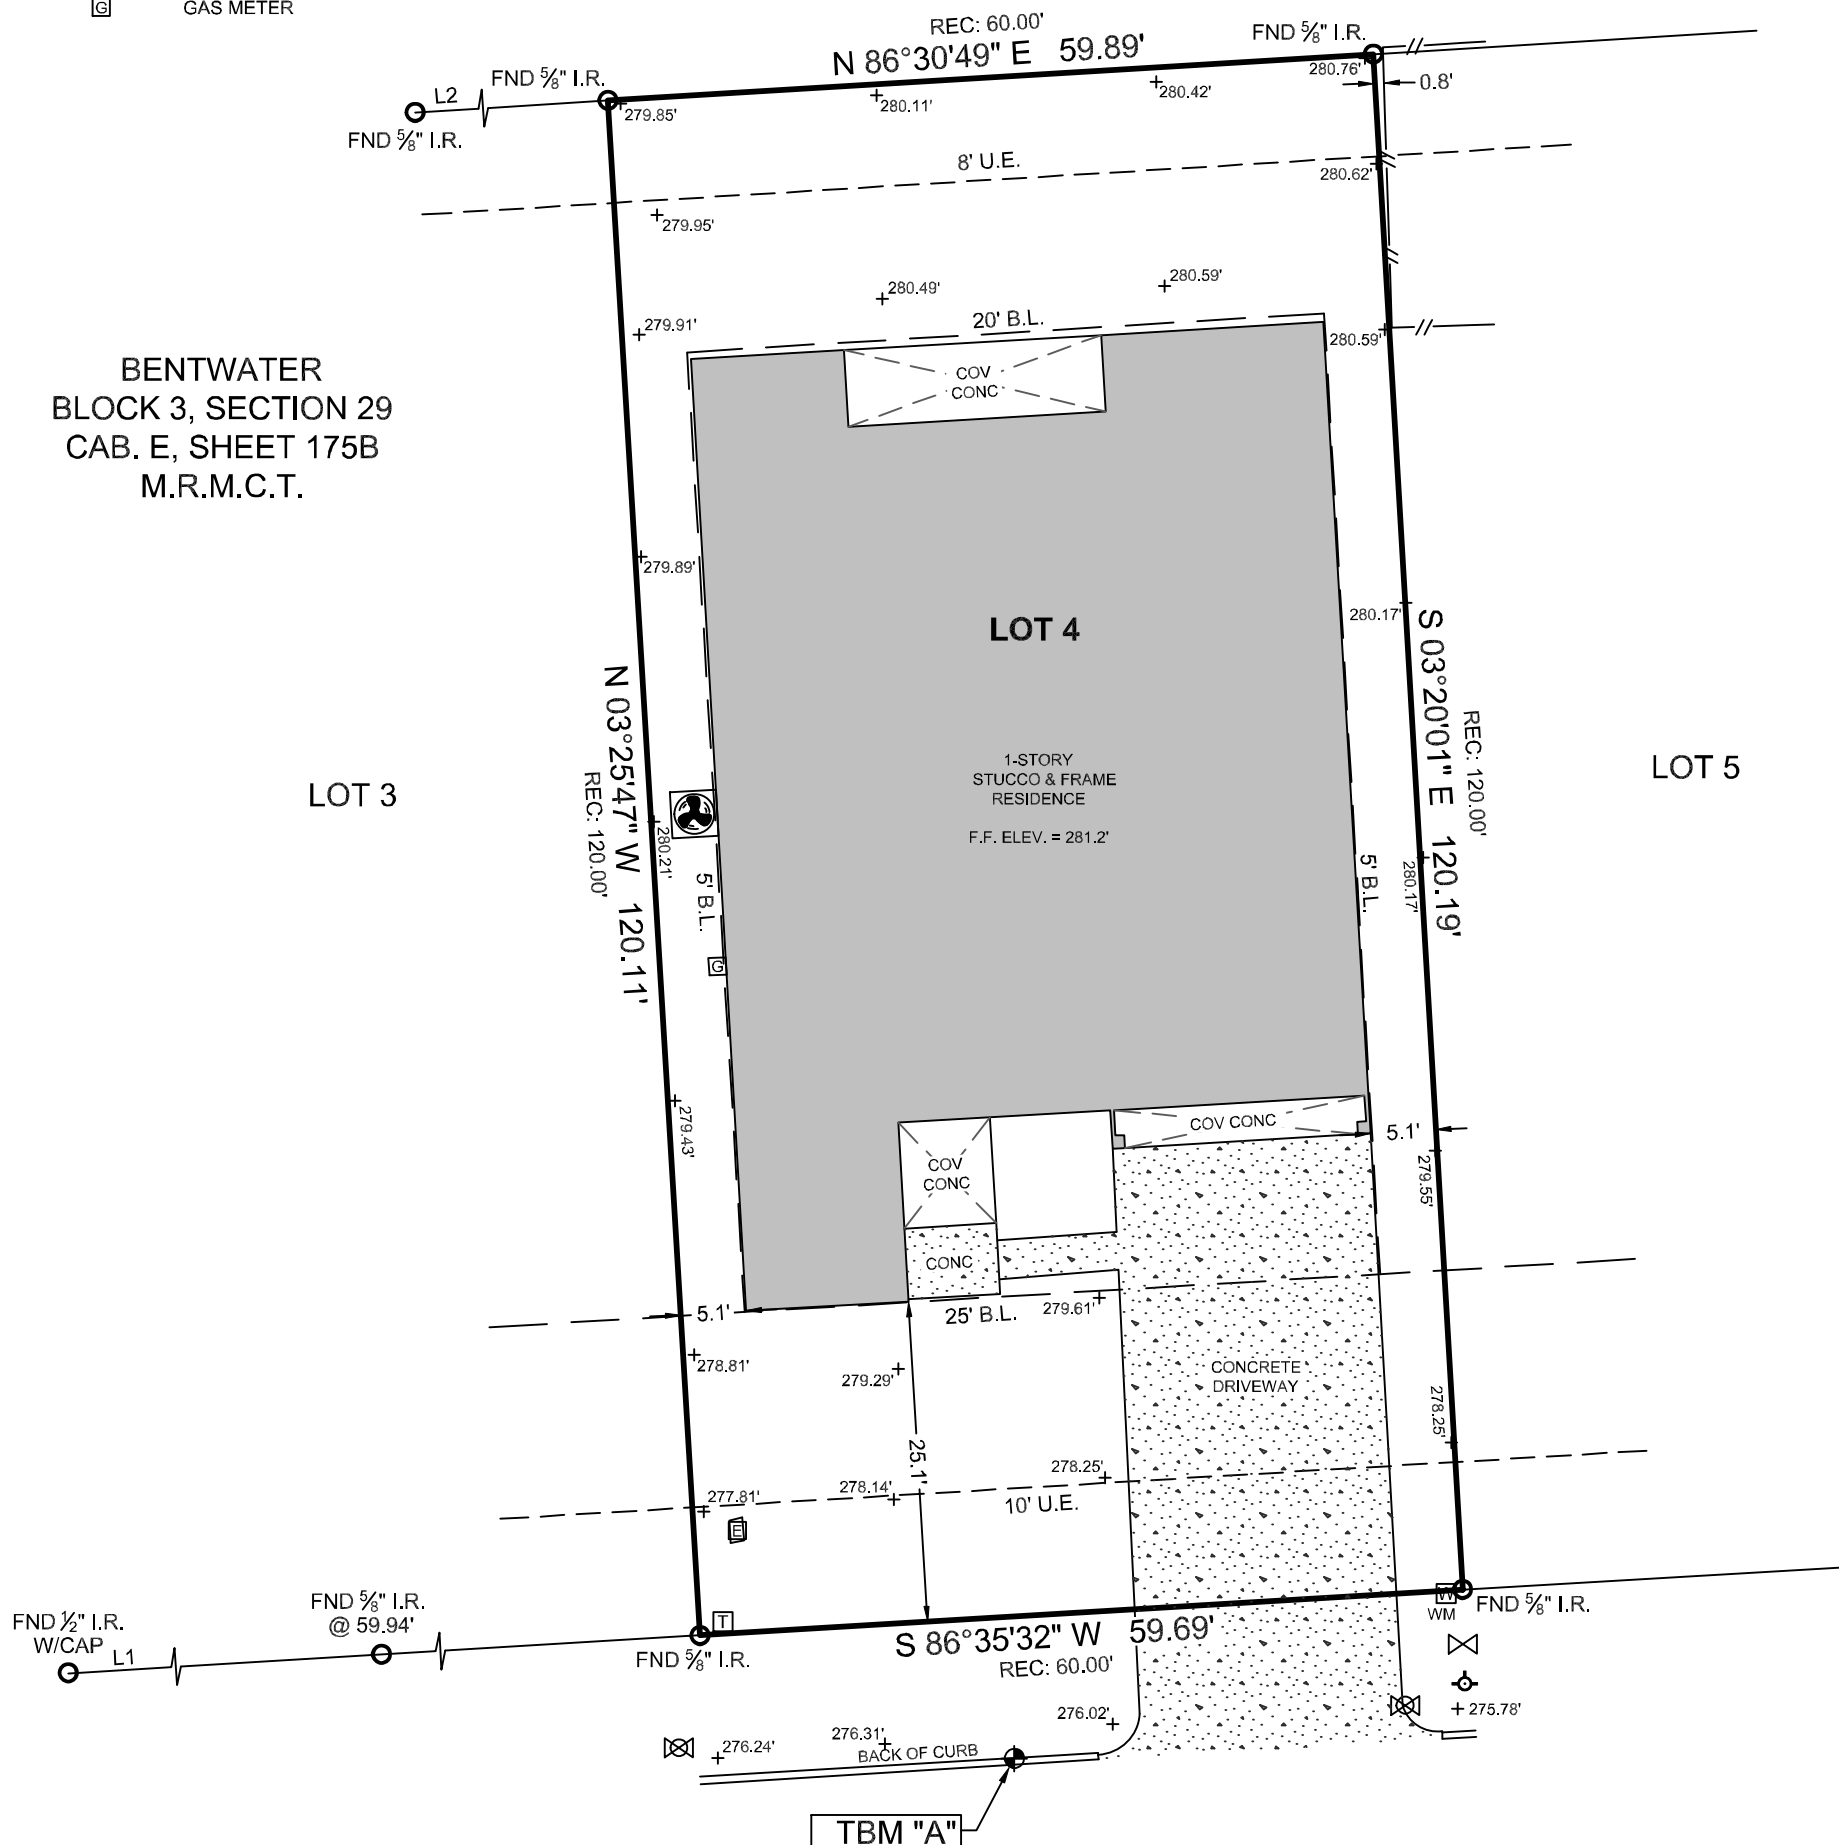 G GAS METER
REC: 60.00'
N 86°30'49" E 59.89'
FND ⅝" I.R.
FND ⅝" I.R.
L2
FND ⅝" I.R.
280.76'
0.8'
279.85'
280.11'
280.42'
8' U.E.
280.62'
279.95'
280.49'
280.59'
279.91'
20' B.L.
280.59'
BENTWATER
BLOCK 3, SECTION 29
CAB. E, SHEET 175B
M.R.M.C.T.
COV
CONC
279.89'
LOT 4
280.17'
N 03°25'47" W 120.11'
REC: 120.00'
S 03°20'01" E 120.19'
REC: 120.00'
1-STORY
STUCCO & FRAME
RESIDENCE
F.F. ELEV. = 281.2'
LOT 3
LOT 5
280.21'
5' B.L.
5' B.L.
280.17'
G
279.43'
COV CONC
5.1'
COV
CONC
279.55'
CONC
5.1'
25' B.L.
279.61'
278.81'
279.29'
CONCRETE
DRIVEWAY
278.25'
25.1'
277.81'
278.14'
278.25'
10' U.E.
E
FND ½" I.R.
W/CAP
L1
FND ⅝" I.R.
@ 59.94'
T
FND ⅝" I.R.
S 86°35'32" W 59.69'
REC: 60.00'
W
WM
FND ⅝" I.R.
276.24'
276.31'
276.02'
275.78'
BACK OF CURB
TBM "A"